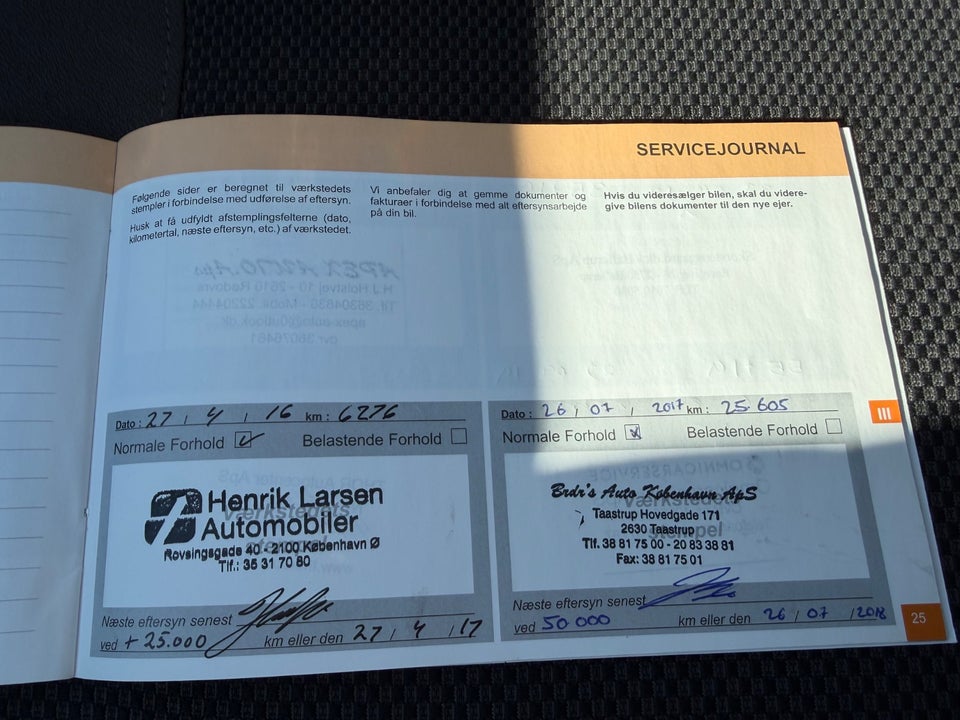 SERVICEJOURNAL
Følgende sider er beregnet til værkstedets
stempler i forbindelse med udførelse af eftersyn.
Husk at få udfyldt afstemplingsfelterne (dato,
kilometertal, næste eftersyn, etc.) af værkstedet.
Vi anbefaler dig at gemme dokumenter og
fakturaer i forbindelse med alt eftersynsarbejde
på din bil.
Hvis du videresælger bilen, skal du videre-
give bilens dokumenter til den nye ejer.
Dato : 27 / 4 / 16 km : 6276
Normale Forhold Belastende Forhold
Henrik Larsen
Automobiler
Værkstedets
stempel
Rovsingsgade 40 - 2100 København Ø
Tlf.: 35 31 70 80
Næste eftersyn senest
ved + 25.000 km eller den 27 / 4 / 17
Dato : 26 / 07 / 2017 km : 25.605
Normale Forhold Belastende Forhold
Brdr's Auto København ApS
Værkstedets
Taastrup Hovedgade 171
2630 Taastrup
stempel
Tlf. 38 81 75 00 - 20 83 38 81
Fax: 38 81 75 01
Næste eftersyn senest
ved 50 000 km eller den 26 / 07 / 2018
III
25